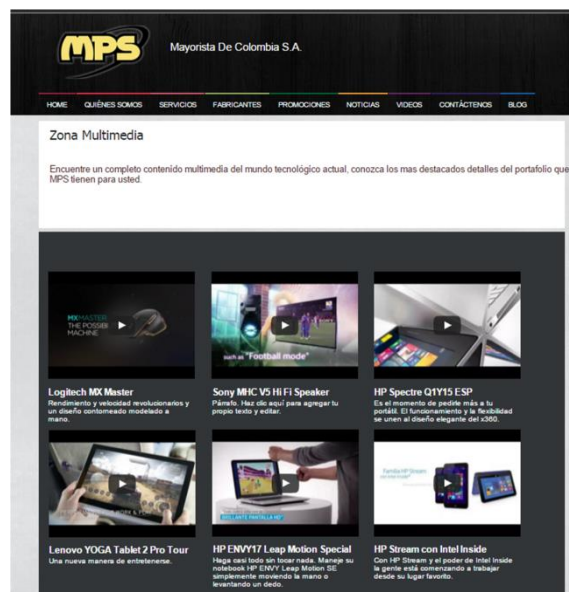 MPS
Mayorista De Colombia S.A.
HOME QUIÉNES SOMOS SERVICIOS FABRICANTES PROMOCIONES NOTICIAS VIDEOS CONTÁCTENOS BLOG
Zona Multimedia
Encuentre un completo contenido multimedia del mundo tecnológico actual, conozca los mas destacados detalles del portafolio que
MPS tienen para usted.
MXMASTER
THE POSSIBI
MACHINE
such as "Football mode"
Logitech MX Master
Rendimiento y velocidad revolucionarios y
un diseño contorneado modelado a
mano.
Sony MHC V5 Hi Fi Speaker
Párrafo. Haz clic aquí para agregar tu
propio texto y editar.
HP Spectre Q1Y15 ESP
Es el momento de pedirle más a tu
portátil. El funcionamiento y la flexibilidad
se unen al diseño elegante del x360.
BRILLANTE PANTALLA HD
Familia HP Stream
Lenovo YOGA Tablet 2 Pro Tour
Una nueva manera de entretenerse.
HP ENVY17 Leap Motion Special
Haga casi todo sin tocar nada. Maneje su
notebook HP ENVY Leap Motion SE
simplemente moviendo la mano o
levantando un dedo.
HP Stream con Intel Inside
Con HP Stream y el poder de Intel Inside
la gente está comenzando a trabajar
desde su lugar favorito.